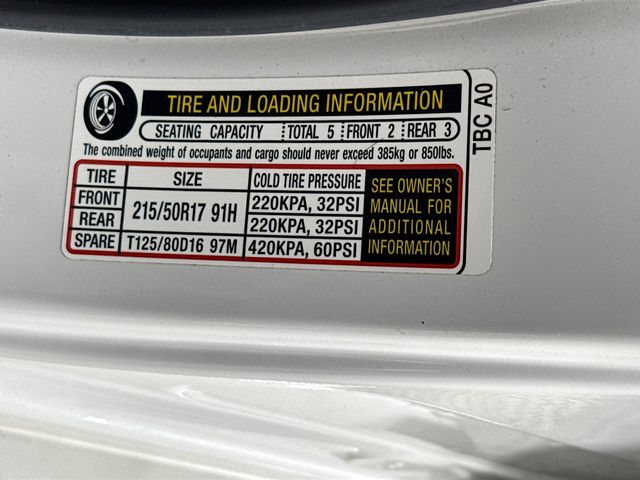 TIRE AND LOADING INFORMATION
SEATING CAPACITY TOTAL 5 FRONT 2 REAR 3
The combined weight of occupants and cargo should never exceed 385kg or 850lbs.
TIRE SIZE COLD TIRE PRESSURE
FRONT 215/50R17 91H 220KPA, 32PSI
REAR 220KPA, 32PSI
SPARE T125/80D16 97M 420KPA, 60PSI
SEE OWNER'S
MANUAL FOR
ADDITIONAL
INFORMATION
TBC A0